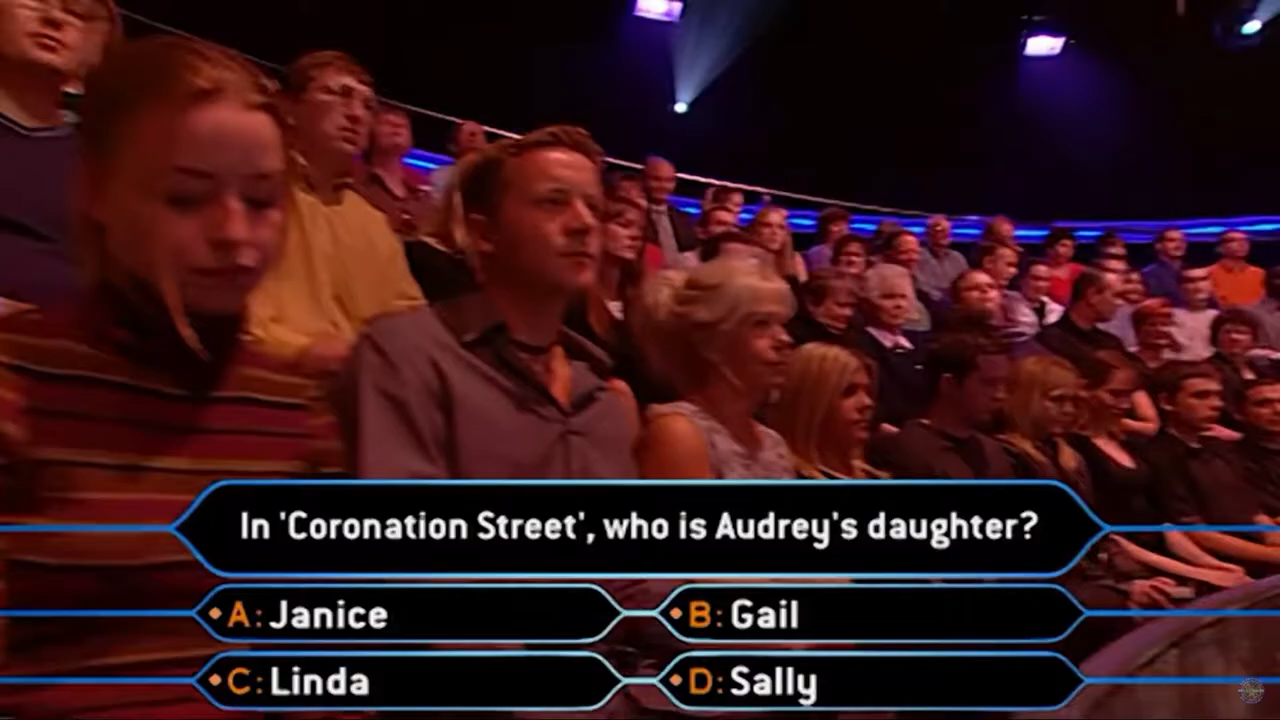 In 'Coronation Street', who is Audrey's daughter?
A: Janice
B: Gail
C: Linda
D: Sally